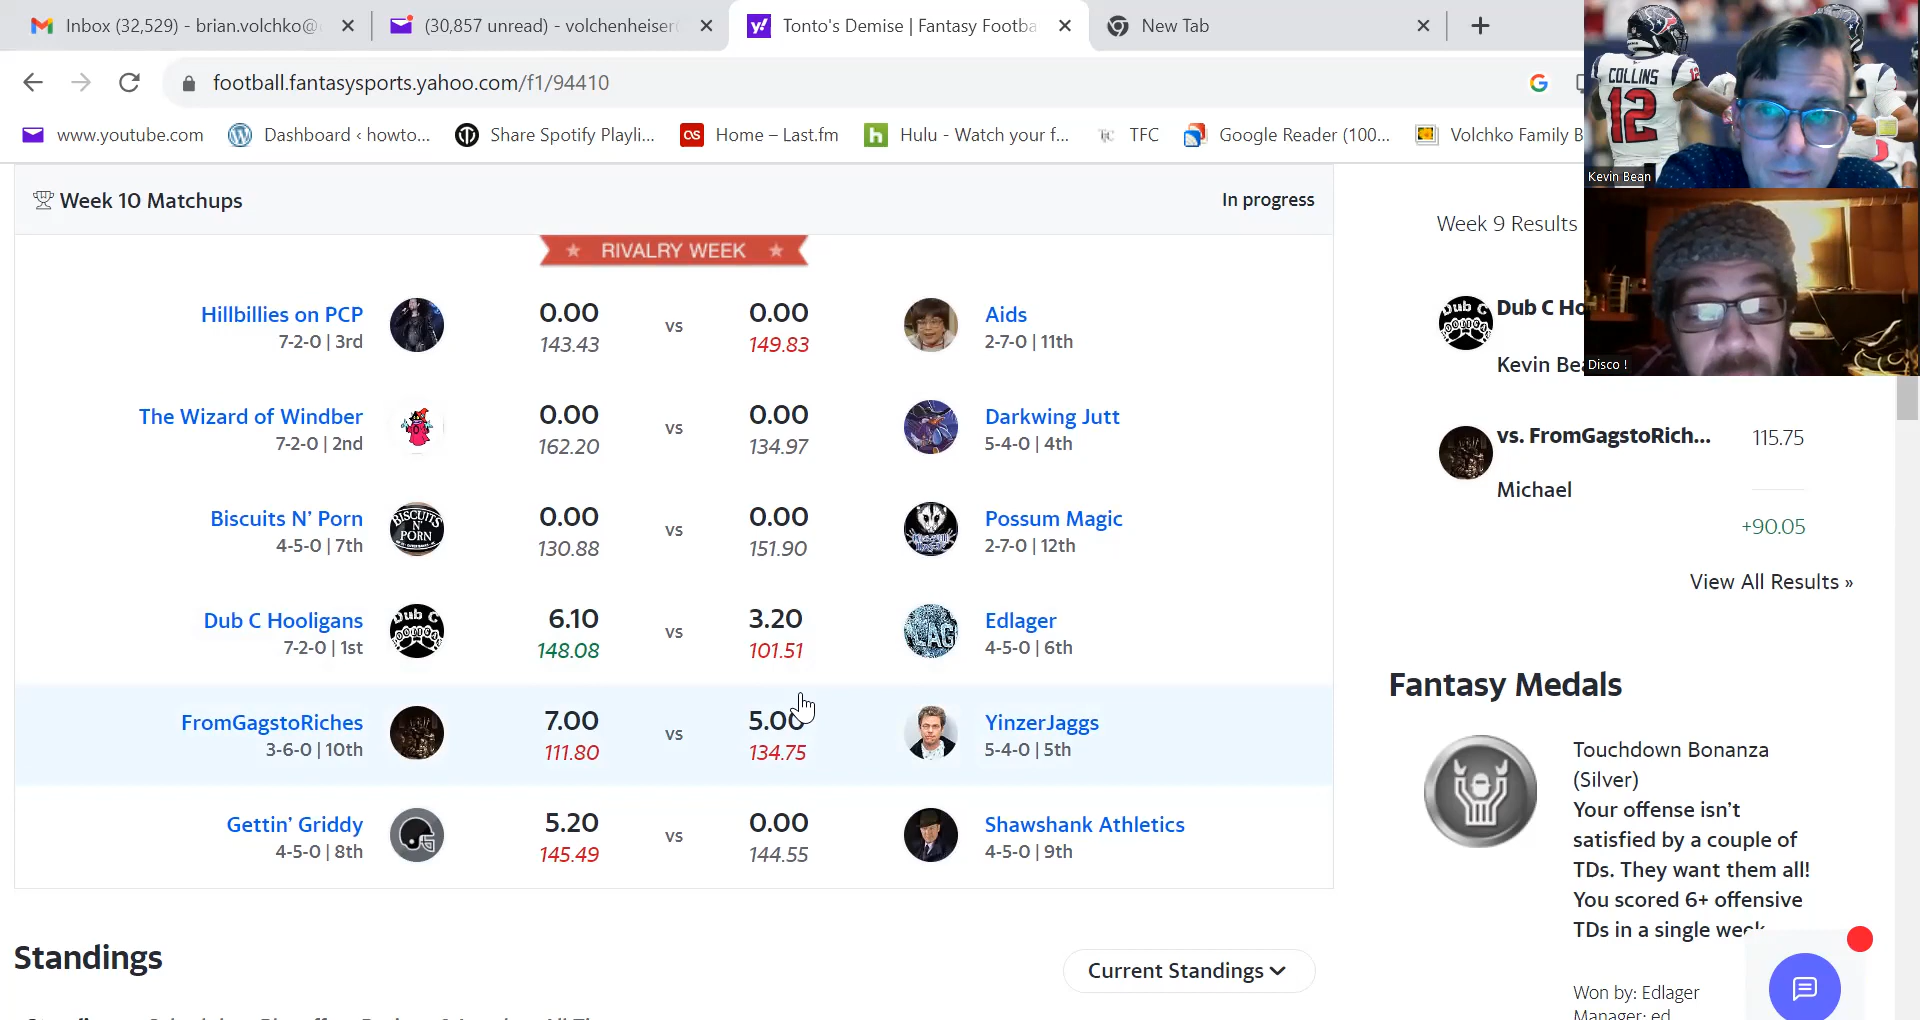 Inbox (32,529) - brian.volchko@
(30,857 unread) - volchenheiser
Tonto's Demise | Fantasy Footba
New Tab
football.fantasysports.yahoo.com/f1/94410
www.youtube.com
Dashboard ‹ howto...
Share Spotify Playli...
Home – Last.fm
Hulu - Watch your f...
TFC
Google Reader (100...
Volchko Family B
COLLINS
12
Kevin Bean
Disco !
Week 10 Matchups
In progress
RIVALRY WEEK
Hillbillies on PCP
7-2-0 | 3rd
0.00
143.43
vs
0.00
149.83
Aids
2-7-0 | 11th
The Wizard of Windber
7-2-0 | 2nd
0.00
162.20
vs
0.00
134.97
Darkwing Jutt
5-4-0 | 4th
Biscuits N' Porn
4-5-0 | 7th
BISCUITS
N'
PORN
0.00
130.88
vs
0.00
151.90
Possum Magic
2-7-0 | 12th
Dub C Hooligans
7-2-0 | 1st
Dub C
6.10
148.08
vs
3.20
101.51
Edlager
4-5-0 | 6th
FromGagstoRiches
3-6-0 | 10th
7.00
111.80
vs
5.00
134.75
YinzerJaggs
5-4-0 | 5th
Gettin' Griddy
4-5-0 | 8th
5.20
145.49
vs
0.00
144.55
Shawshank Athletics
4-5-0 | 9th
Standings
Current Standings
Week 9 Results
Dub C
Dub C Ho
Kevin Bea
vs. FromGagstoRich...
115.75
Michael
+90.05
View All Results »
Fantasy Medals
Touchdown Bonanza
(Silver)
Your offense isn't
satisfied by a couple of
TDs. They want them all!
You scored 6+ offensive
TDs in a single week
Won by: Edlager
Manager: ed